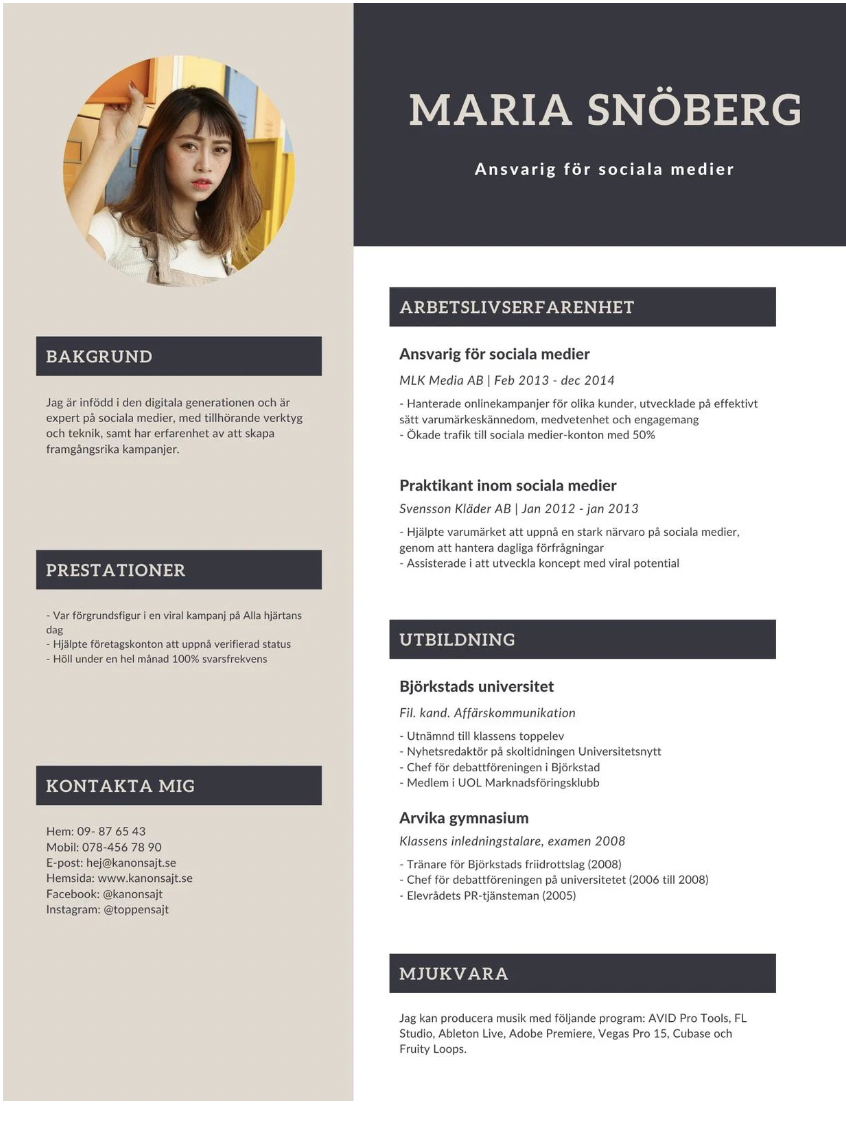 MARIA SNÖBERG
Ansvarig för sociala medier
BAKGRUND
Jag är infödd i den digitala generationen och är
expert på sociala medier, med tillhörande verktyg
och teknik, samt har erfarenhet av att skapa
framgångsrika kampanjer.
PRESTATIONER
- Var förgrundsfigur i en viral kampanj på Alla hjärtans
dag
- Hjälpte företagskonton att uppnå verifierad status
- Höll under en hel månad 100% svarsfrekvens
KONTAKTA MIG
Hem: 09- 87 65 43
Mobil: 078-456 78 90
E-post: hej@kanonsajt.se
Hemsida: www.kanonsajt.se
Facebook: @kanonsajt
Instagram: @toppensajt
ARBETSLIVSERFARENHET
Ansvarig för sociala medier
MLK Media AB | Feb 2013 - dec 2014
- Hanterade onlinekampanjer för olika kunder, utvecklade på effektivt
sätt varumärkeskännedom, medvetenhet och engagemang
- Ökade trafik till sociala medier-konton med 50%
Praktikant inom sociala medier
Svensson Kläder AB | Jan 2012 - jan 2013
- Hjälpte varumärket att uppnå en stark närvaro på sociala medier,
genom att hantera dagliga förfrågningar
- Assisterade i att utveckla koncept med viral potential
UTBILDNING
Björkstads universitet
Fil. kand. Affärskommunikation
- Utnämnd till klassens toppelev
- Nyhetsredaktör på skoltidningen Universitetsnytt
- Chef för debattföreningen i Björkstad
- Medlem i UOL Marknadsföringsklubb
Arvika gymnasium
Klassens inledningstalare, examen 2008
- Tränare för Björkstads friidrottslag (2008)
- Chef för debattföreningen på universitetet (2006 till 2008)
- Elevrådets PR-tjänsteman (2005)
MJUKVARA
Jag kan producera musik med följande program: AVID Pro Tools, FL
Studio, Ableton Live, Adobe Premiere, Vegas Pro 15, Cubase och
Fruity Loops.